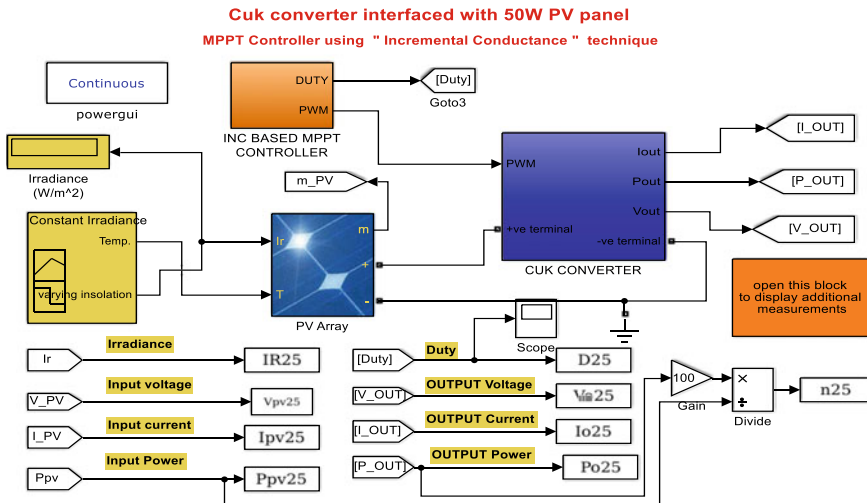 Cuk converter interfaced with 50W PV panel
MPPT Controller using " Incremental Conductance " technique
Continuous
powergui
DUTY
PWM
INC BASED MPPT
CONTROLLER
[Duty]
Goto3
Irradiance
(W/m^2)
m_PV
Constant Irradiance
Temp.
varying insolation
Ir
T
m
+
-
PV Array
PWM
+ve terminal
Iout
Pout
Vout
-ve terminal
CUK CONVERTER
[I_OUT]
[P_OUT]
[V_OUT]
open this block
to display additional
measurements
Scope
Ir
Irradiance
IR25
V_PV
Input voltage
Vpv25
I_PV
Input current
Ipv25
Ppv
Input Power
Ppv25
[Duty]
Duty
D25
[V_OUT]
OUTPUT Voltage
[I_OUT]
OUTPUT Current
Io25
[P_OUT]
OUTPUT Power
Po25
100
Gain
×
÷
Divide
n25